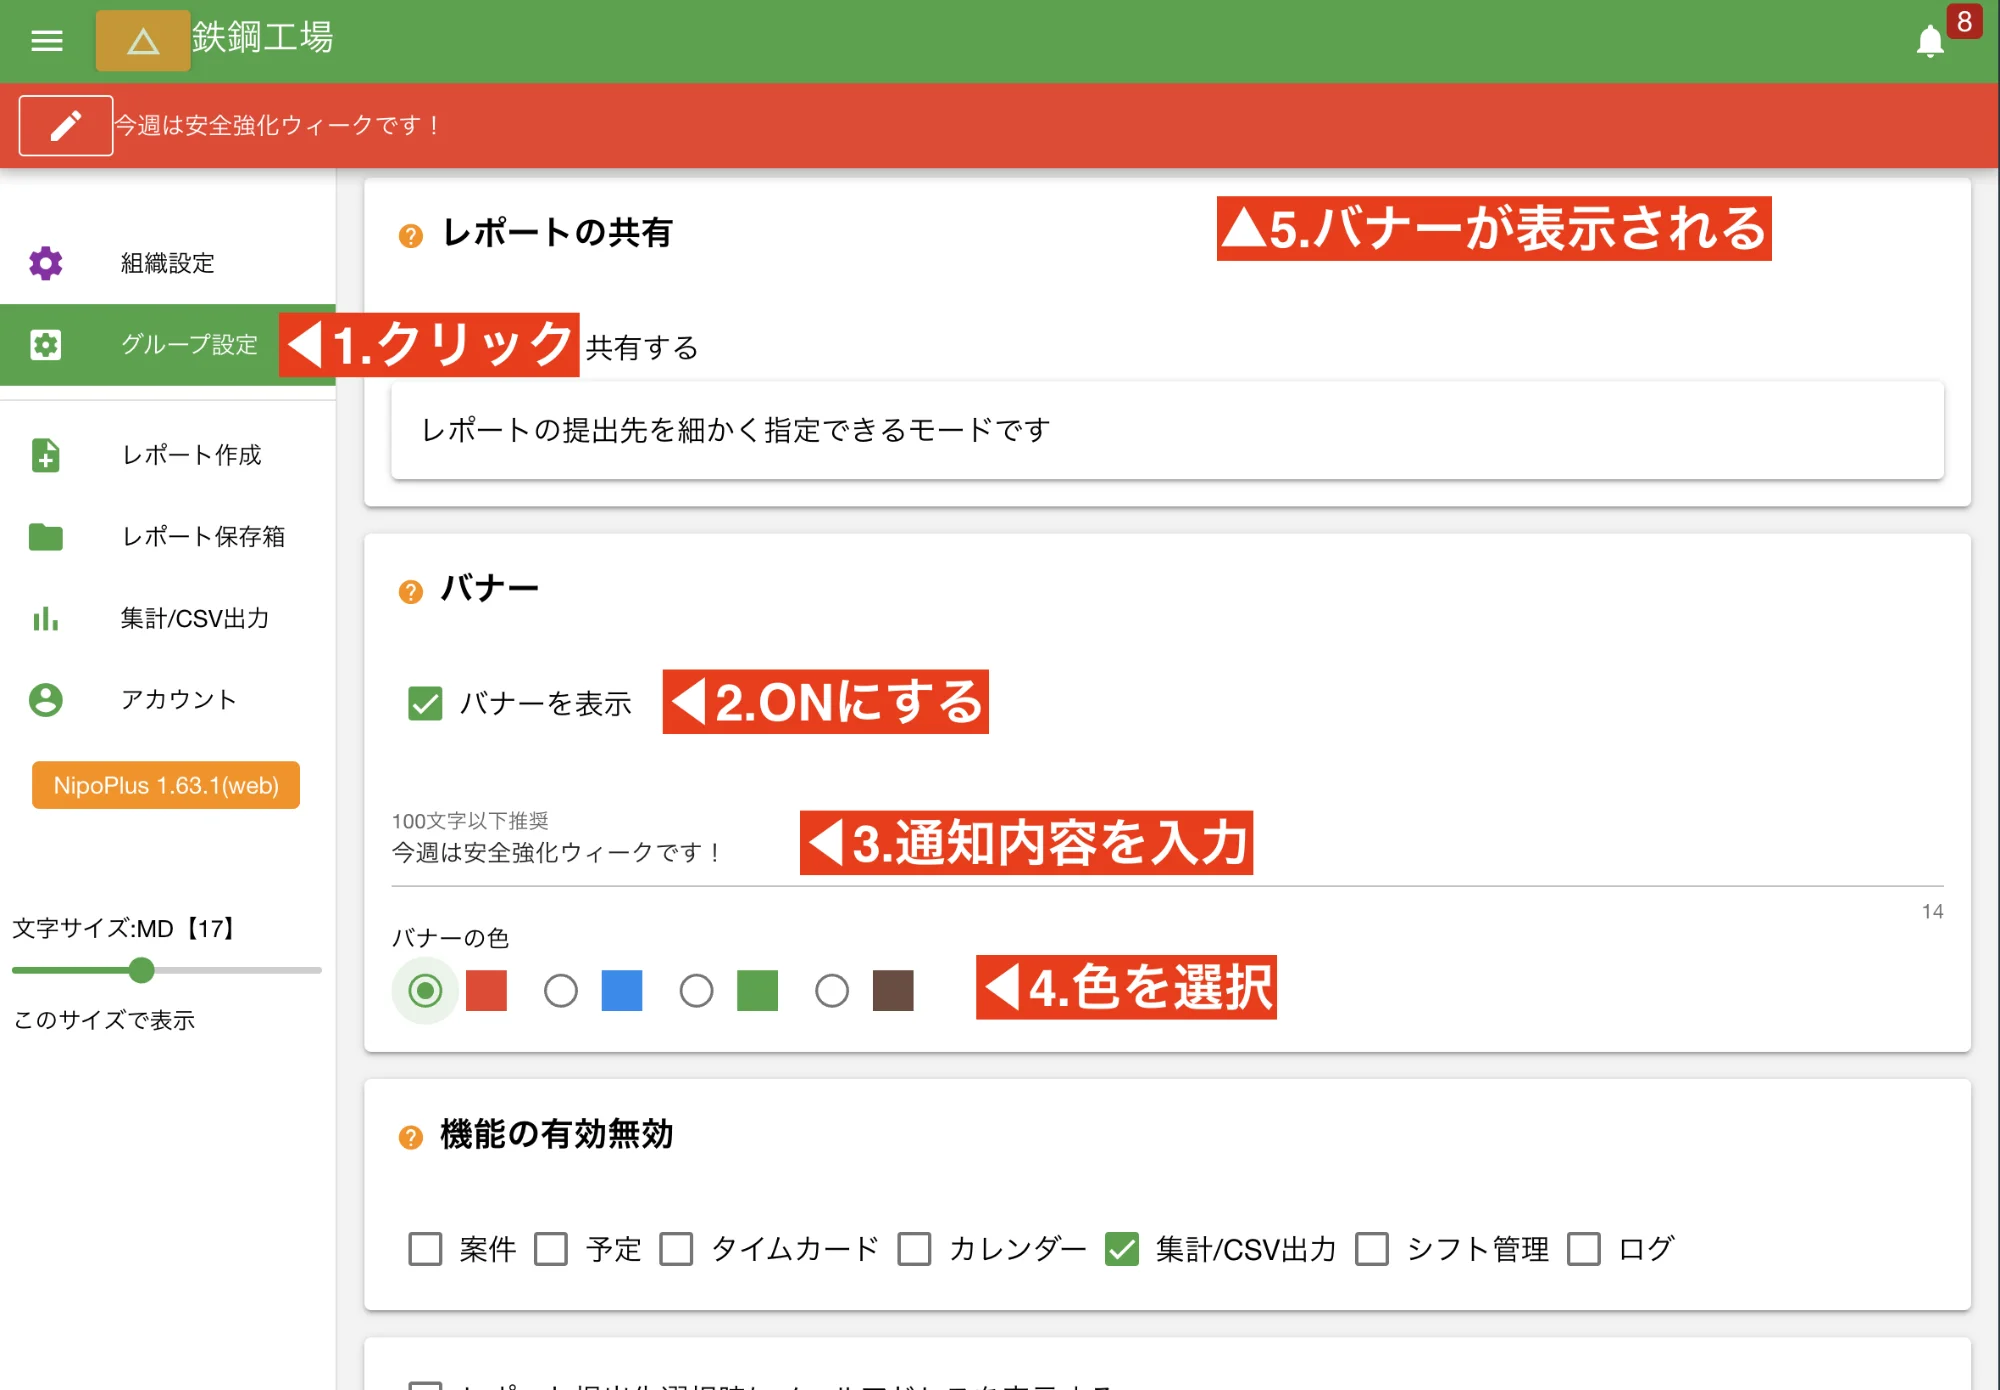 鉄鋼工場
8
今週は安全強化ウィークです！
レポートの共有
▲5.バナーが表示される
組織設定
グループ設定
◀1.クリック
共有する
レポートの提出先を細かく指定できるモードです
レポート作成
レポート保存箱
集計/CSV出力
アカウント
NipoPlus 1.63.1(web)
文字サイズ:MD【17】
このサイズで表示
バナー
バナーを表示
◀2.ONにする
100文字以下推奨
今週は安全強化ウィークです！
◀3.通知内容を入力
14
バナーの色
◀4.色を選択
機能の有効無効
案件 予定 タイムカード カレンダー 集計/CSV出力 シフト管理 ログ